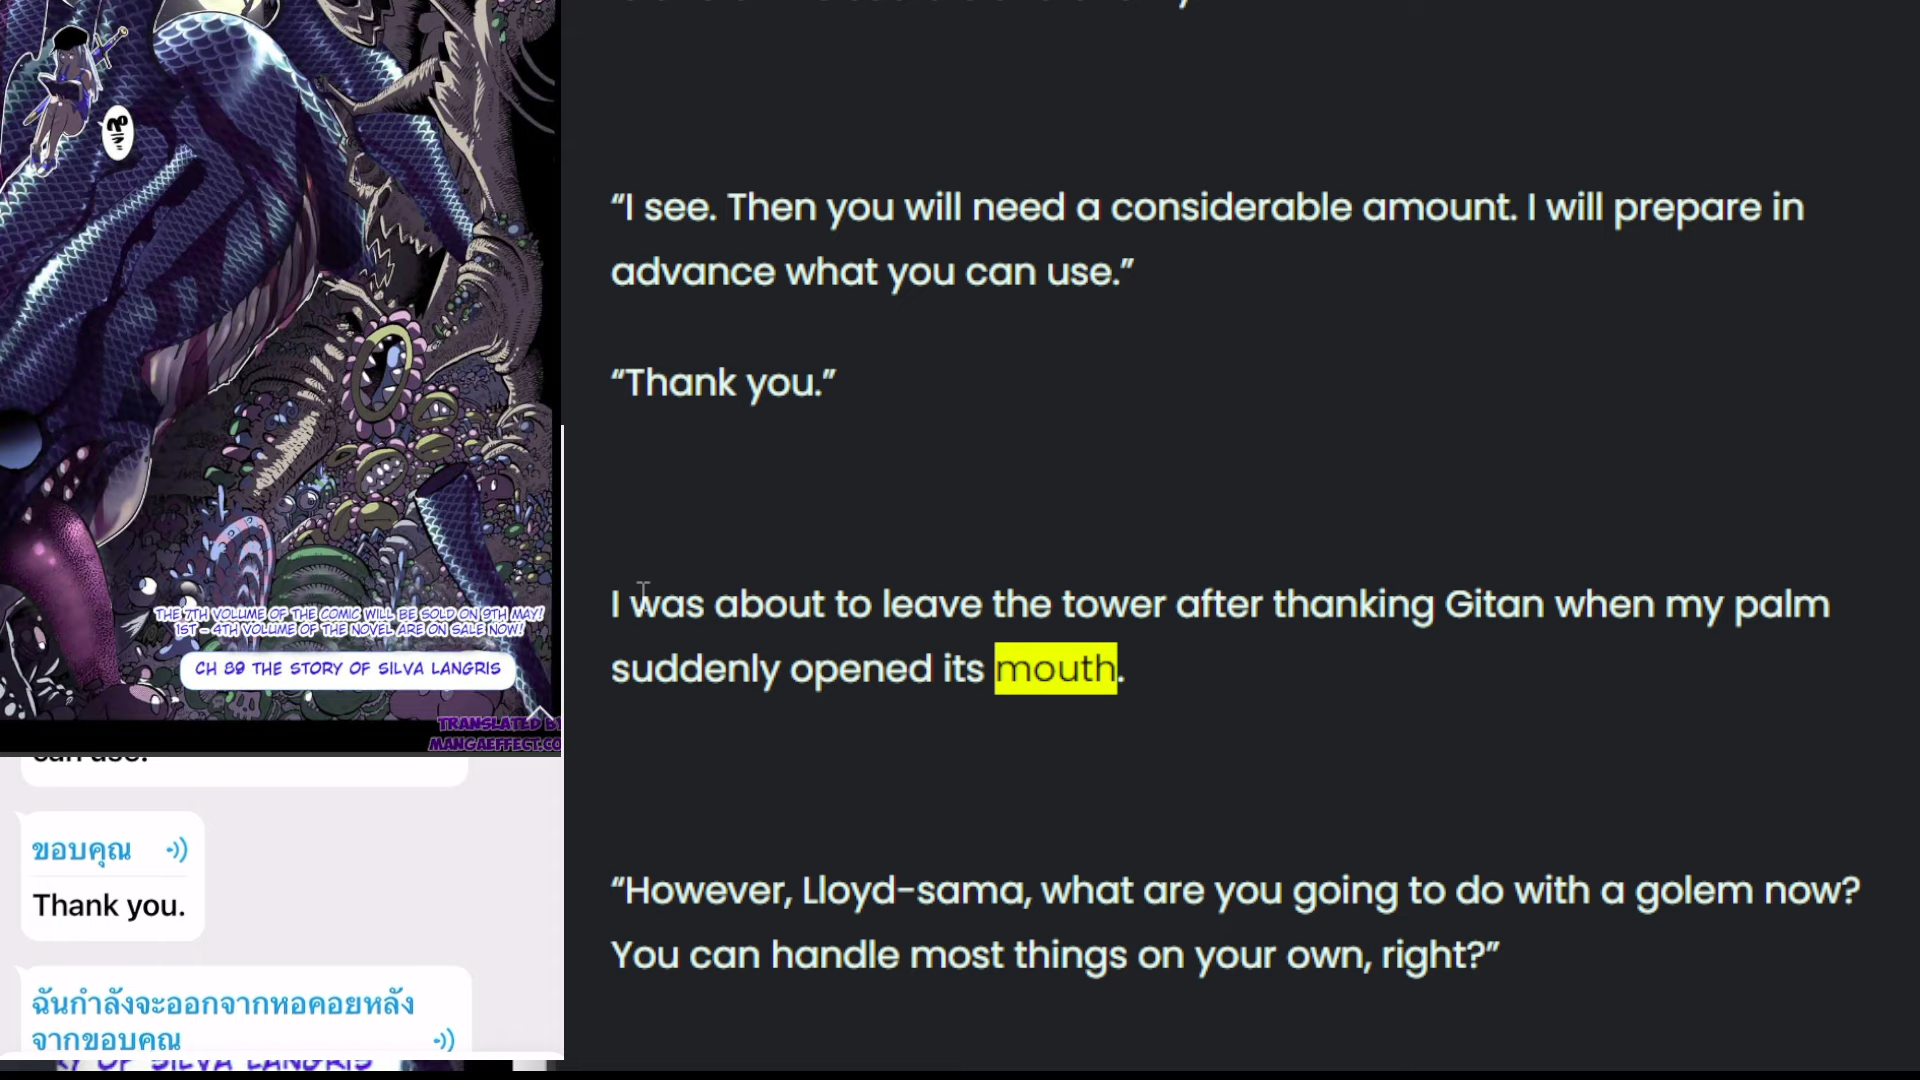 THE 7TH VOLUME OF THE COMIC WILL BE SOLD ON 9TH MAY!
1ST - 4TH VOLUME OF THE NOVEL ARE ON SALE NOW!
CH 80 THE STORY OF SILVA LANGRIS
TRANSLATED
MANGAEFFECT.CO
can use.
ขอบคุณ
Thank you.
ฉันกำลังจะออกจากหอคอยหลัง
จากขอบคุณ
OF SILVA LANGRIS
“I see. Then you will need a considerable amount. I will prepare in
advance what you can use.”
“Thank you.”
I was about to leave the tower after thanking Gitan when my palm
suddenly opened its mouth.
“However, Lloyd-sama, what are you going to do with a golem now?
You can handle most things on your own, right?”